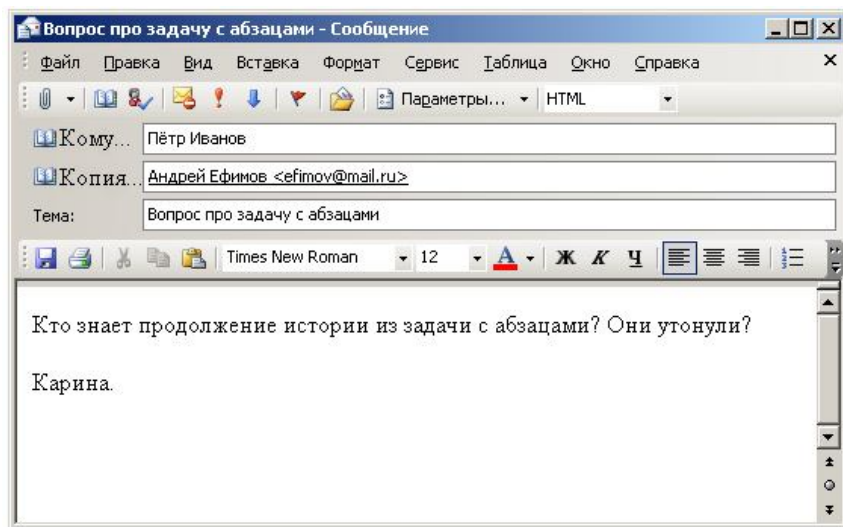 Вопрос про задачу с абзацами - Сообщение
Файл Правка Вид Вставка Формат Сервис Таблица Окно Справка
Параметры... HTML
Кому... Пётр Иванов
Копия... Андрей Ефимов <efimov@mail.ru>
Тема: Вопрос про задачу с абзацами
Times New Roman 12 А Ж К Ч
Кто знает продолжение истории из задачи с абзацами? Они утонули?
Карина.